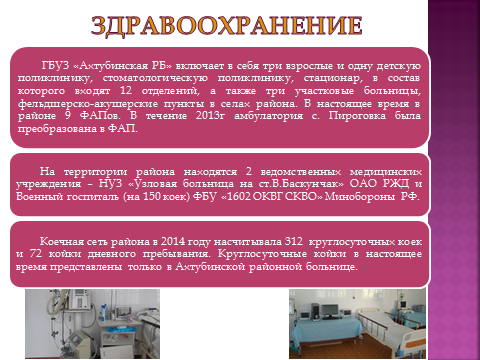 ЗДРАВООХРАНЕНИЕ
ГБУЗ «Ахтубинская РБ» включает в себя три взрослые и одну детскую
поликлинику, стоматологическую поликлинику, стационар, в состав
которого входят 12 отделений, а также три участковые больницы,
фельдшерско-акушерские пункты в селах района. В настоящее время в
районе 9 ФАПов. В течение 2013г амбулатория с. Пироговка была
преобразована в ФАП.
На территории района находятся 2 ведомственных медицинских
учреждения – НУЗ «Узловая больница на ст.В.Баскунчак» ОАО РЖД и
Военный госпиталь (на 150 коек) ФБУ «1602 ОКВГ СКВО» Минобороны РФ.
Коечная сеть района в 2014 году насчитывала 312 круглосуточных коек
и 72 койки дневного пребывания. Круглосуточные койки в настоящее
время представлены только в Ахтубинской районной больнице.